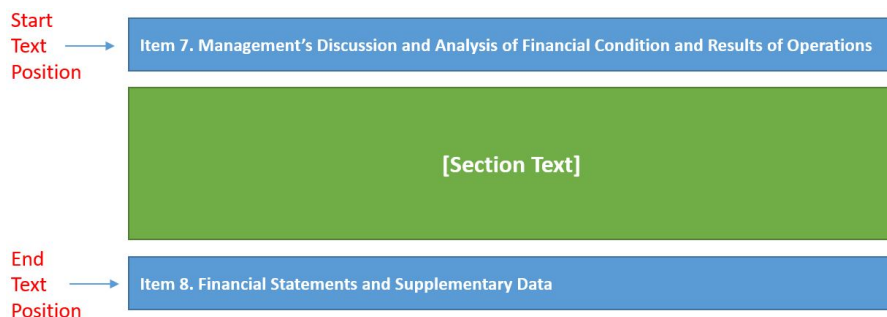 Start
Text
Position
Item 7. Management’s Discussion and Analysis of Financial Condition and Results of Operations
[Section Text]
End
Text
Position
Item 8. Financial Statements and Supplementary Data